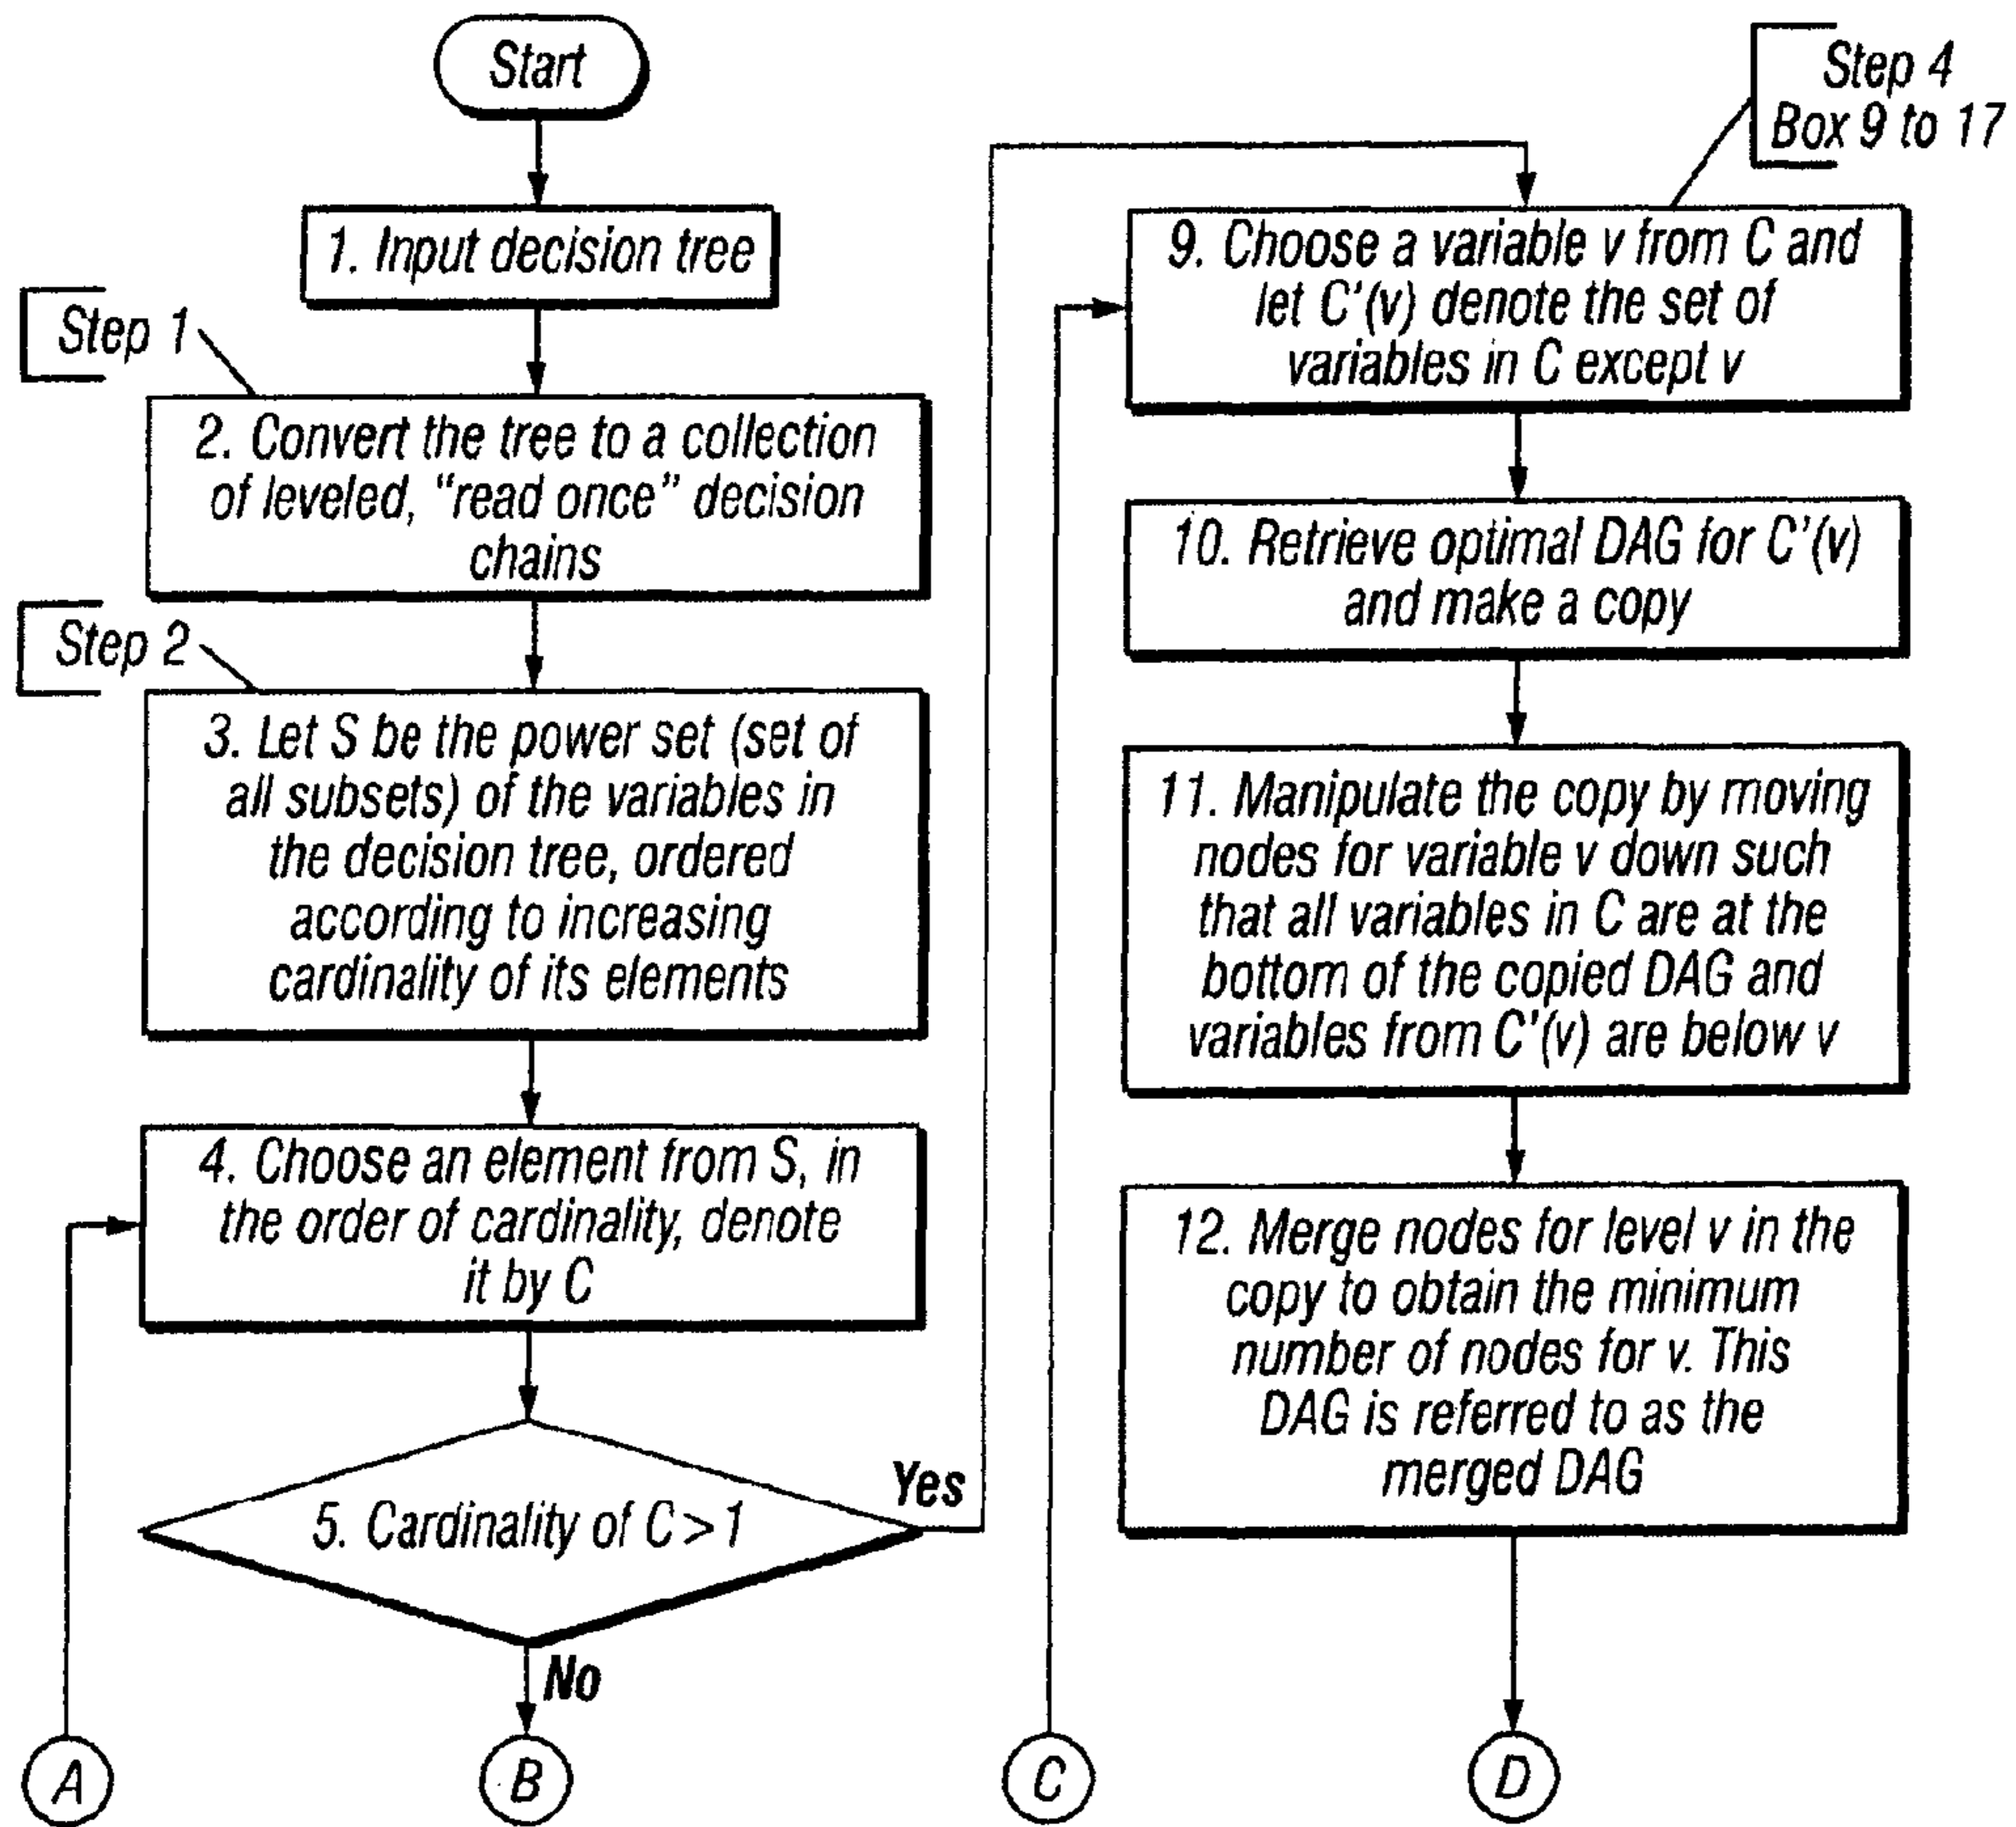 Start
1. Input decision tree
Step 1
2. Convert the tree to a collection
of leveled, “read once” decision
chains
Step 2
3. Let S be the power set (set of
all subsets) of the variables in
the decision tree, ordered
according to increasing
cardinality of its elements
4. Choose an element from S, in
the order of cardinality, denote
it by C
5. Cardinality of C > 1
Yes
No
A
B
Step 4
Box 9 to 17
9. Choose a variable v from C and
let C'(v) denote the set of
variables in C except v
10. Retrieve optimal DAG for C'(v)
and make a copy
11. Manipulate the copy by moving
nodes for variable v down such
that all variables in C are at the
bottom of the copied DAG and
variables from C'(v) are below v
12. Merge nodes for level v in the
copy to obtain the minimum
number of nodes for v. This
DAG is referred to as the
merged DAG
C
D